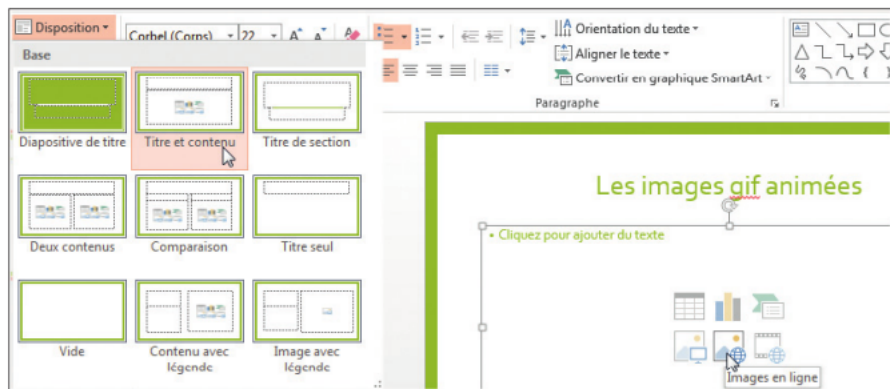 Disposition
Corbel (Corps)
22
A
A
Orientation du texte
Aligner le texte
Convertir en graphique SmartArt
Paragraphe
Base
Diapositive de titre
Titre et contenu
Titre de section
Deux contenus
Comparaison
Titre seul
Vide
Contenu avec
légende
Image avec
légende
Les images gif animées
• Cliquez pour ajouter du texte
Images en ligne